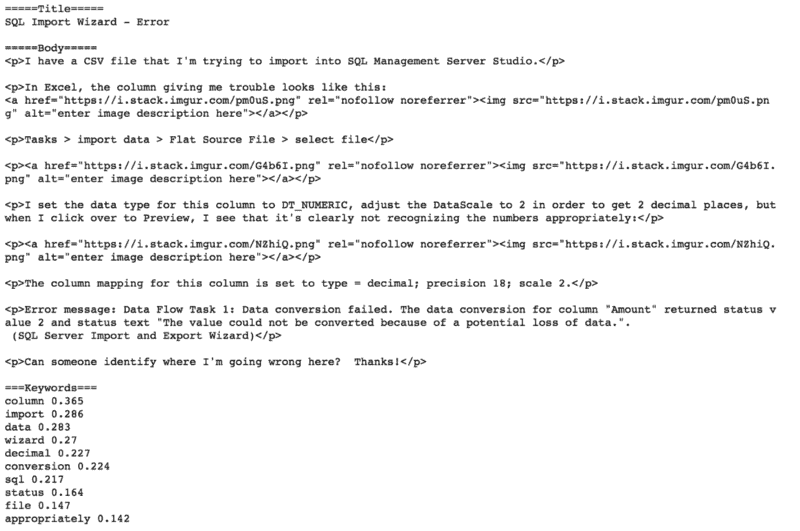 =====Title=====
SQL Import Wizard - Error
=====Body=====
<p>I have a CSV file that I'm trying to import into SQL Management Server Studio.</p>
<p>In Excel, the column giving me trouble looks like this:
<a href="https://i.stack.imgur.com/pm0uS.png" rel="nofollow noreferrer"><img src="https://i.stack.imgur.com/pm0uS.pn
g" alt="enter image description here"></a></p>
<p>Tasks > import data > Flat Source File > select file</p>
<p><a href="https://i.stack.imgur.com/G4b6I.png" rel="nofollow noreferrer"><img src="https://i.stack.imgur.com/G4b6I.
png" alt="enter image description here"></a></p>
<p>I set the data type for this column to DT_NUMERIC, adjust the DataScale to 2 in order to get 2 decimal places, but
when I click over to Preview, I see that it's clearly not recognizing the numbers appropriately:</p>
<p><a href="https://i.stack.imgur.com/NZhiQ.png" rel="nofollow noreferrer"><img src="https://i.stack.imgur.com/NZhiQ.
png" alt="enter image description here"></a></p>
<p>The column mapping for this column is set to type = decimal; precision 18; scale 2.</p>
<p>Error message: Data Flow Task 1: Data conversion failed. The data conversion for column "Amount" returned status v
alue 2 and status text "The value could not be converted because of a potential loss of data.".
(SQL Server Import and Export Wizard)</p>
<p>Can someone identify where I'm going wrong here?  Thanks!</p>
===Keywords===
column 0.365
import 0.286
data 0.283
wizard 0.27
decimal 0.227
conversion 0.224
sql 0.217
status 0.164
file 0.147
appropriately 0.142